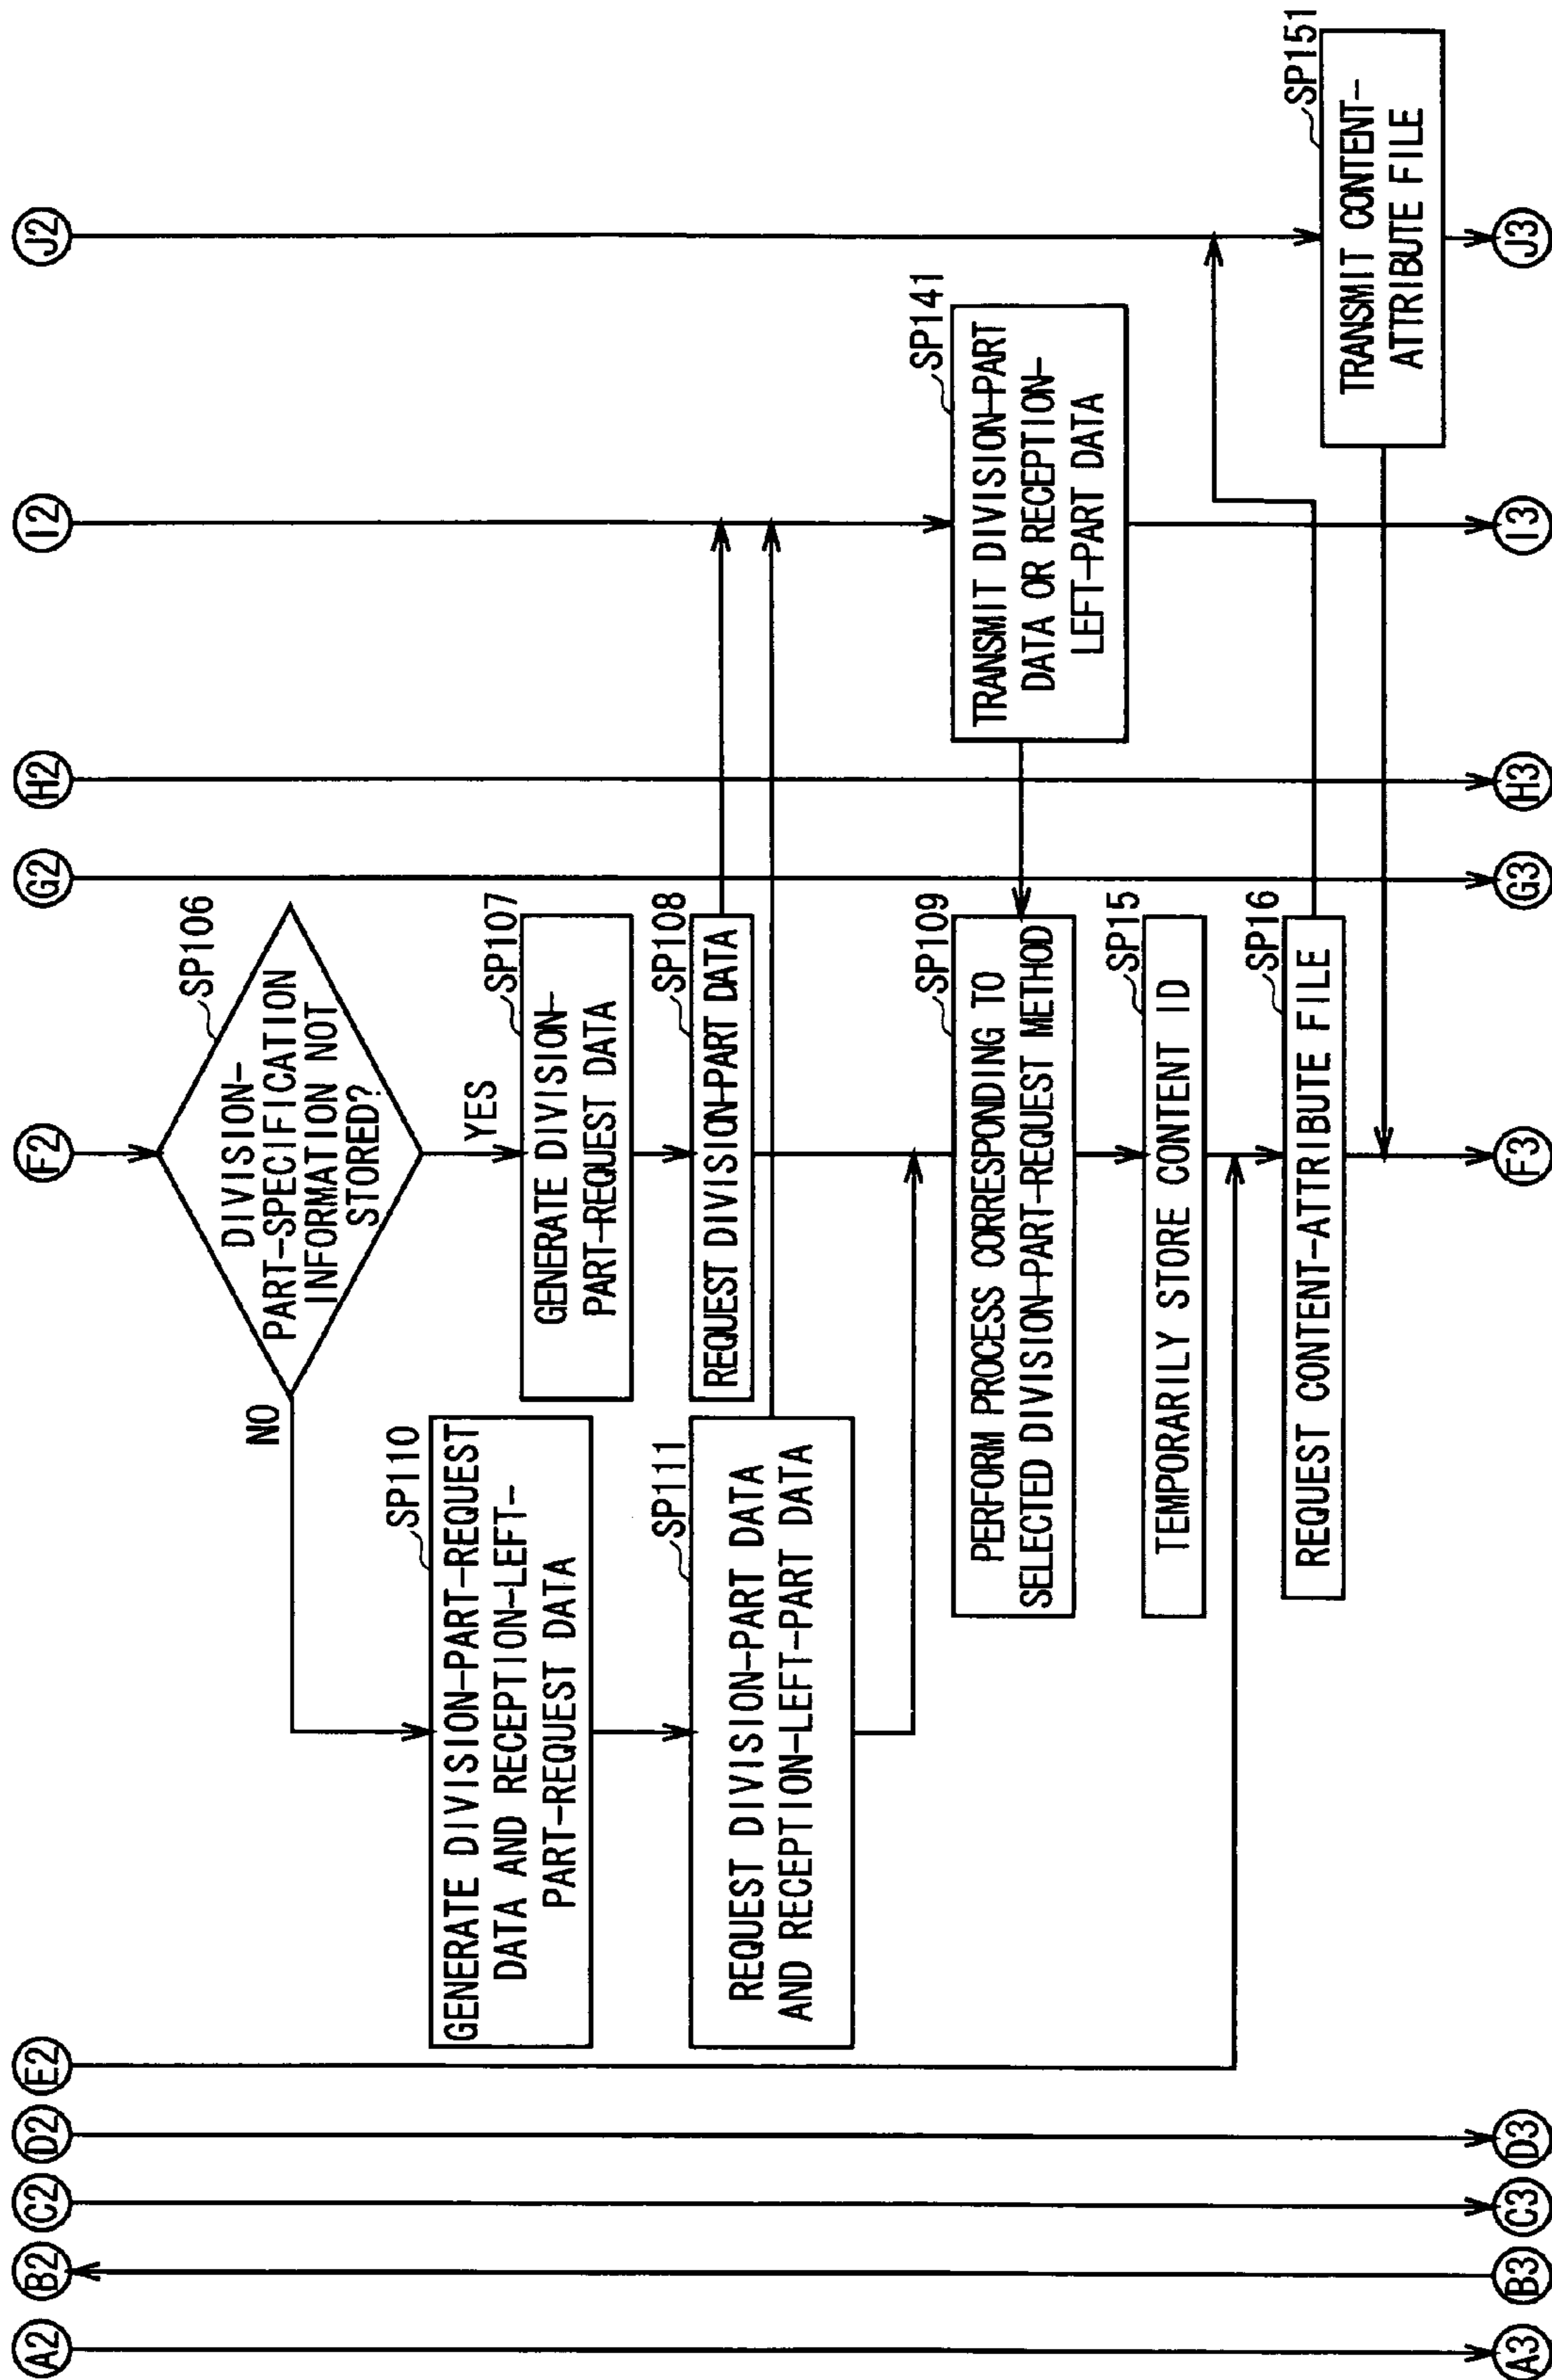 A2
B2
C2
D2
E2
F2
G2
H2
I2
J2
SP106
DIVISION-
PART-SPECIFICATION
INFORMATION NOT
STORED?
NO
YES
SP110
GENERATE DIVISION-PART-REQUEST
DATA AND RECEPTION-LEFT-
PART-REQUEST DATA
SP107
GENERATE DIVISION-
PART-REQUEST DATA
SP111
REQUEST DIVISION-PART DATA
AND RECEPTION-LEFT-PART DATA
SP108
REQUEST DIVISION-PART DATA
SP109
PERFORM PROCESS CORRESPONDING TO
SELECTED DIVISION-PART-REQUEST METHOD
SP141
TRANSMIT DIVISION-PART
DATA OR RECEPTION-
LEFT-PART DATA
SP15
TEMPORARILY STORE CONTENT ID
SP16
REQUEST CONTENT-ATTRIBUTE FILE
SP151
TRANSMIT CONTENT-
ATTRIBUTE FILE
A3
B3
C3
D3
F3
G3
H3
I3
J3